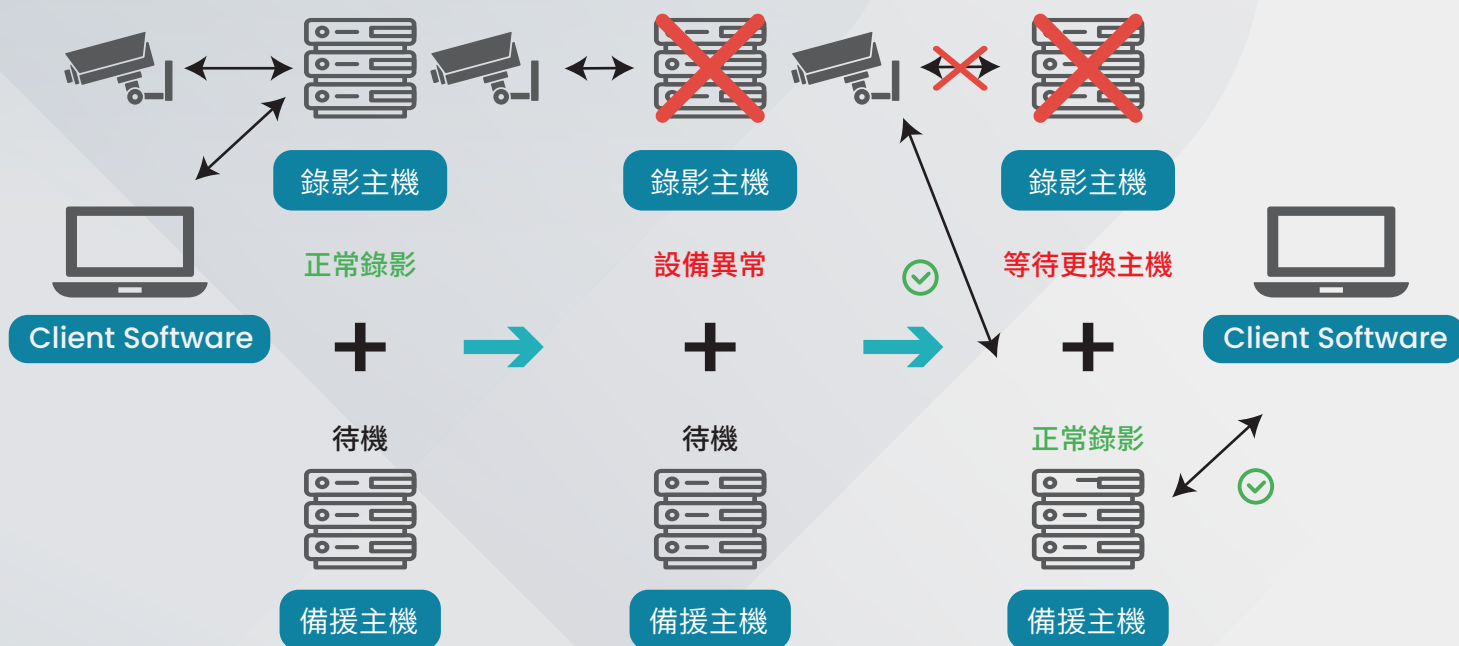 錄影主機
錄影主機
錄影主機
正常錄影
設備異常
等待更換主機
Client Software
Client Software
待機
待機
正常錄影
備援主機
備援主機
備援主機